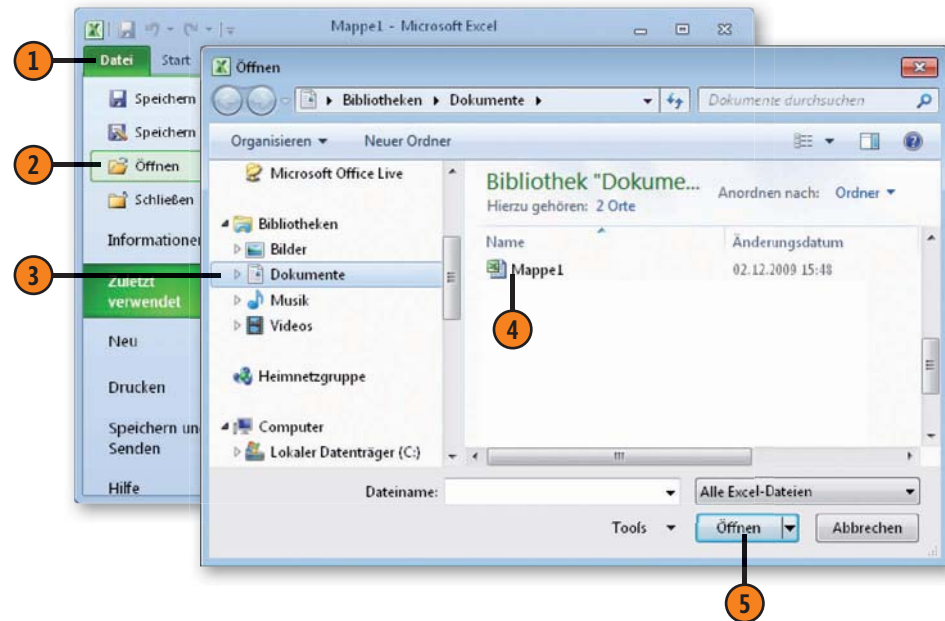 Mappe1 - Microsoft Excel
1
Datei Start
Speichern
Speichern
2
Öffnen
Schließen
Informationen
3
Zuletzt
verwendet
Neu
Drucken
Speichern un
Senden
Hilfe
Öffnen
Bibliotheken Dokumente
Dokumente durchsuchen
Organisieren Neuer Ordner
Microsoft Office Live
Bibliotheken
Bilder
Dokumente
Musik
Videos
Heimnetzgruppe
Computer
Lokaler Datenträger (C:)
Bibliothek "Dokume...
Hierzu gehören: 2 Orte
Anordnen nach: Ordner
Name Änderungsdatum
Mappe1 02.12.2009 15:48
4
Dateiname: Alle Excel-Dateien
Tools Öffnen Abbrechen
5